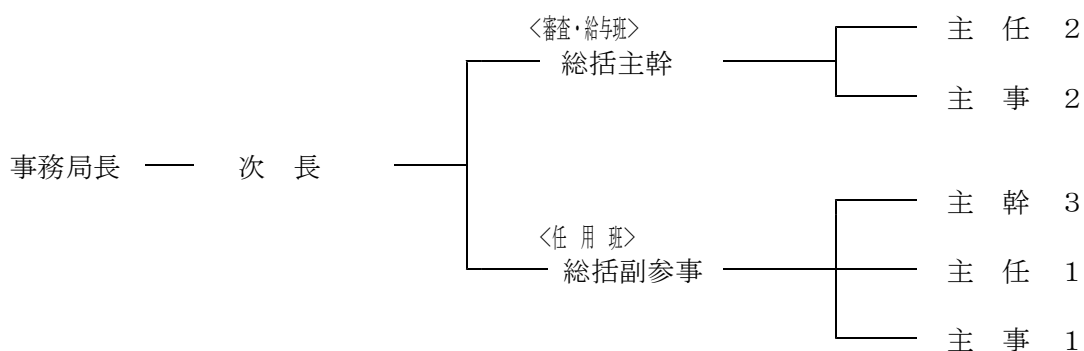 <審査・給与班>
総括主幹
主 任 2
主 事 2
事務局長
次 長
<任 用 班>
総括副参事
主 幹 3
主 任 1
主 事 1